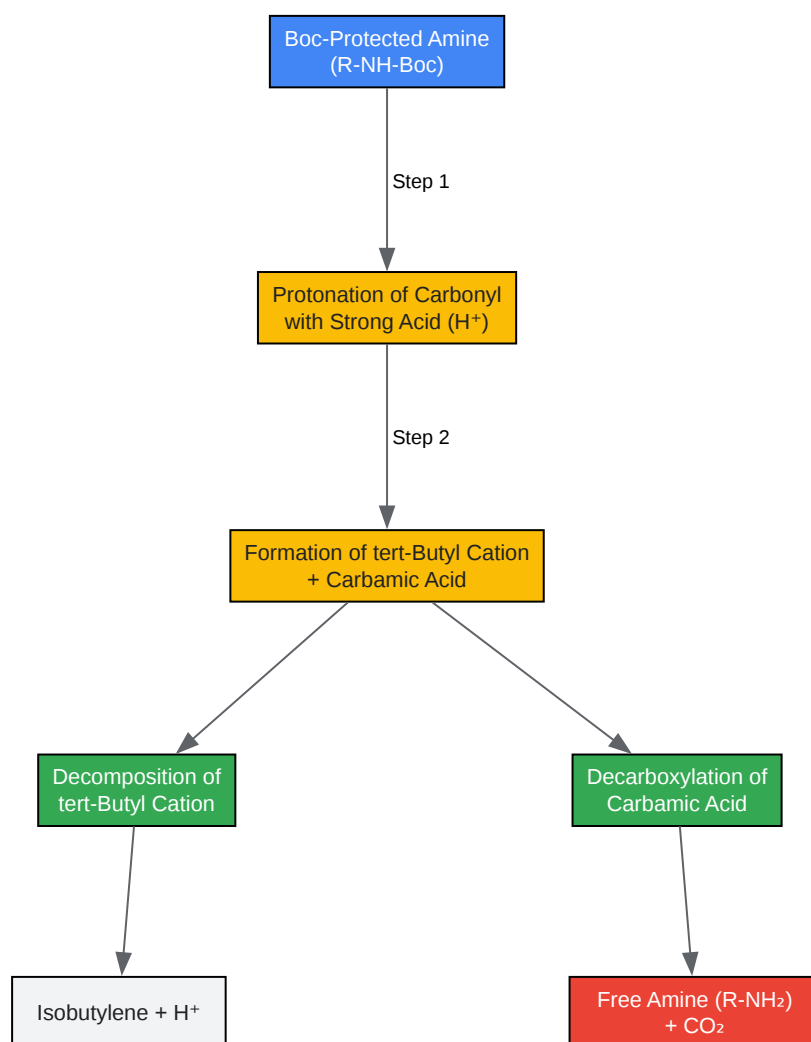 Boc-Protected Amine
(R-NH-Boc)
Step 1
Protonation of Carbonyl
with Strong Acid (H⁺)
Step 2
Formation of tert-Butyl Cation
+ Carbamic Acid
Decomposition of
tert-Butyl Cation
Decarboxylation of
Carbamic Acid
Isobutylene + H⁺
Free Amine (R-NH₂)
+ CO₂